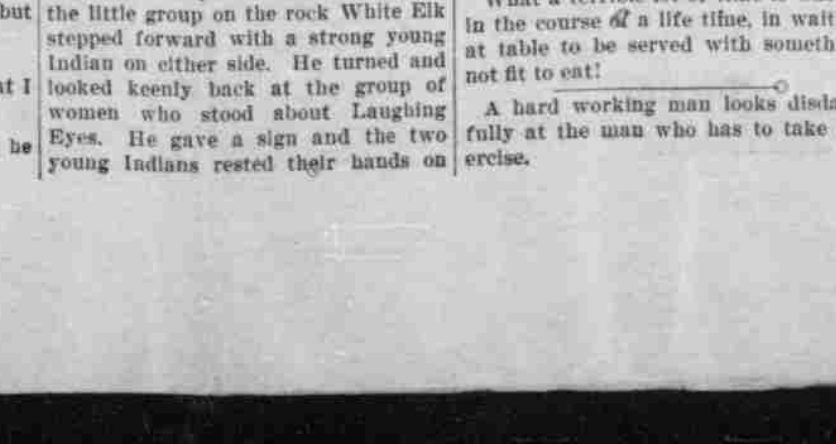 but
at I
he
the little group on the rock White Elk
stepped forward with a strong young
Indian on either side. He turned and
looked keenly back at the group of
women who stood about Laughing
Eyes. He gave a sign and the two
young Indians rested their hands on
in the course of a life time, in wait
at table to be served with someth
not fit to eat!
A hard working man looks disda
fully at the man who has to take
ercise.